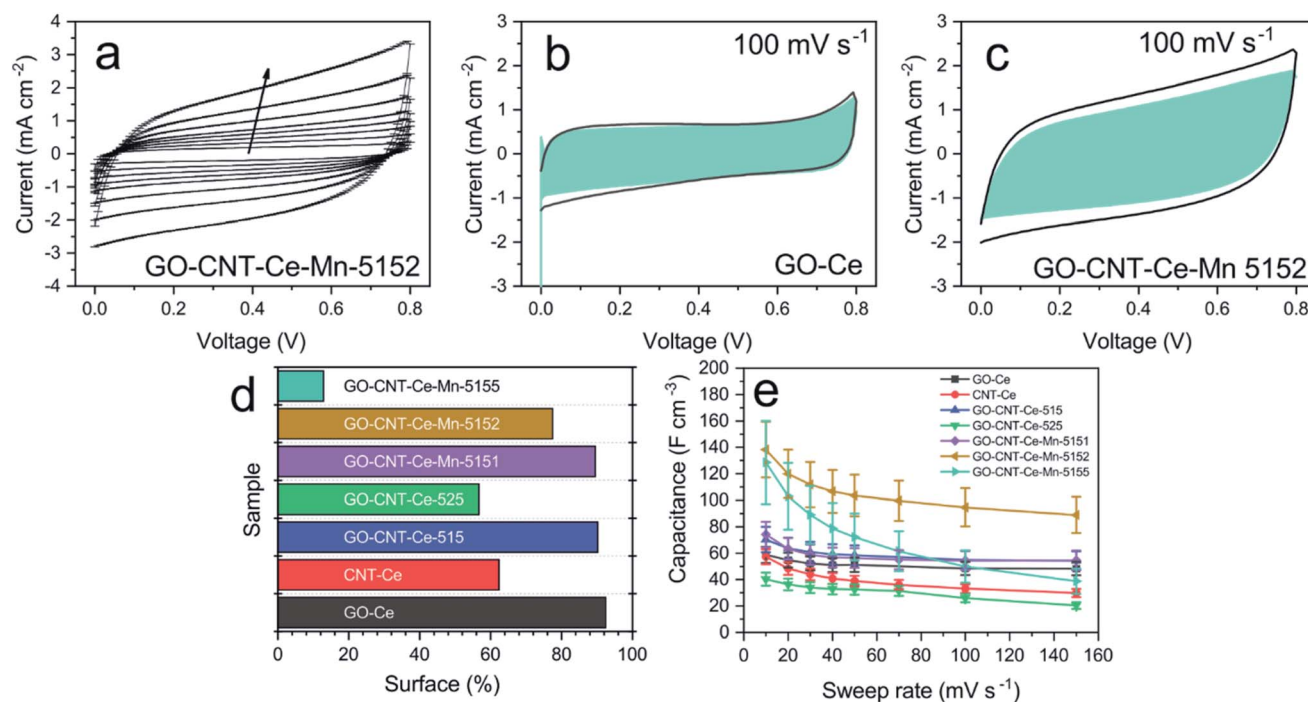 a
Current (mA cm-2)
4
3
2
1
0
-1
-2
-3
-4
0.0 0.2 0.4 0.6 0.8
Voltage (V)
GO-CNT-Ce-Mn-5152
b
100 mV s-1
Current (mA cm-2)
3
2
1
0
-1
-2
-3
0.0 0.2 0.4 0.6 0.8
Voltage (V)
GO-Ce
c
100 mV s-1
Current (mA cm-2)
3
2
1
0
-1
-2
-3
0.0 0.2 0.4 0.6 0.8
Voltage (V)
GO-CNT-Ce-Mn 5152
d
Sample
GO-CNT-Ce-Mn-5155
GO-CNT-Ce-Mn-5152
GO-CNT-Ce-Mn-5151
GO-CNT-Ce-525
GO-CNT-Ce-515
CNT-Ce
GO-Ce
0 20 40 60 80 100
Surface (%)
e
Capacitance (F cm-3)
200
180
160
140
120
100
80
60
40
20
0
GO-Ce
CNT-Ce
GO-CNT-Ce-515
GO-CNT-Ce-525
GO-CNT-Ce-Mn-5151
GO-CNT-Ce-Mn-5152
GO-CNT-Ce-Mn-5155
0 20 40 60 80 100 120 140 160
Sweep rate (mV s-1)